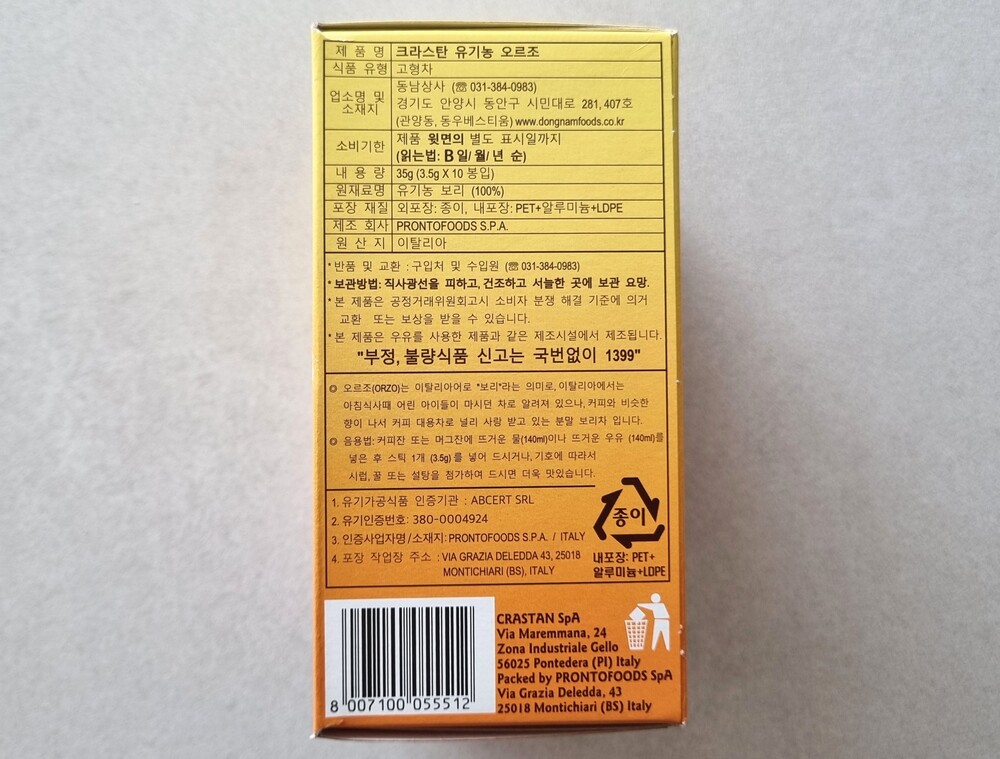 제 품 명 크라스탄 유기농 오르조
식품 유형 고형차
업소명 및 소재지 동남상사 (☏ 031-384-0983)
경기도 안양시 동안구 시민대로 281, 407호
(관양동, 동우베스티움) www.dongnamfoods.co.kr
소비기한 제품 윗면의 별도 표시일까지
(읽는법: B 일/ 월/ 년 순)
내 용 량 35g (3.5g X 10 봉입)
원재료명 유기농 보리 (100%)
포장 재질 외포장: 종이, 내포장: PET+알루미늄+LDPE
제조 회사 PRONTOFOODS S.P.A.
원 산 지 이탈리아
* 반품 및 교환 : 구입처 및 수입원 (☏ 031-384-0983)
* 보관방법: 직사광선을 피하고, 건조하고 서늘한 곳에 보관 요망.
* 본 제품은 공정거래위원회고시 소비자 분쟁 해결 기준에 의거
교환 또는 보상을 받을 수 있습니다.
* 본 제품은 우유를 사용한 제품과 같은 제조시설에서 제조됩니다.
"부정, 불량식품 신고는 국번없이 1399"
◎ 오르조(ORZO)는 이탈리아어로 "보리"라는 의미로, 이탈리아에서는
아침식사때 어린 아이들이 마시던 차로 알려져 있으나, 커피와 비슷한
향이 나서 커피 대용차로 널리 사랑 받고 있는 분말 보리차 입니다.
◎ 음용법: 커피잔 또는 머그잔에 뜨거운 물(140ml)이나 뜨거운 우유 (140ml)를
넣은 후 스틱 1개 (3.5g) 를 넣어 드시거나, 기호에 따라서
시럽, 꿀 또는 설탕을 첨가하여 드시면 더욱 맛있습니다.
1. 유기가공식품 인증기관 : ABCERT SRL
2. 유기인증번호: 380-0004924
3. 인증사업자명/소재지: PRONTOFOODS S.P.A. / ITALY
4. 포장 작업장 주소 : VIA GRAZIA DELEDDA 43, 25018
MONTICHIARI (BS), ITALY
종이
내포장: PET+
알루미늄+LDPE
8 007100 055512
CRASTAN SpA
Via Maremmana, 24
Zona Industriale Gello
56025 Pontedera (PI) Italy
Packed by PRONTOFOODS SpA
Via Grazia Deledda, 43
25018 Montichiari (BS) Italy